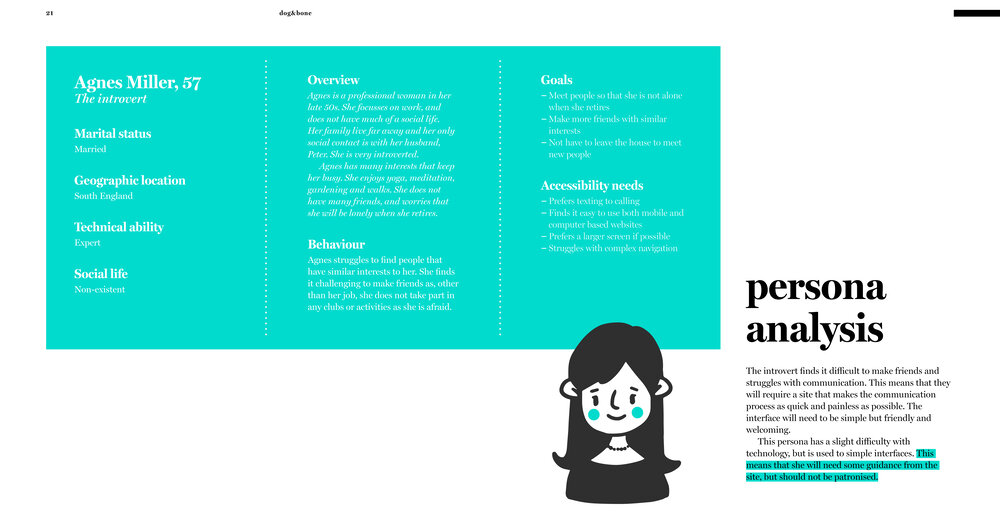 21
dog&bone
Agnes Miller, 57
The introvert
Marital status
Married
Geographic location
South England
Technical ability
Expert
Social life
Non-existent
Overview
Agnes is a professional woman in her
late 50s. She focusses on work, and
does not have much of a social life.
Her family live far away and her only
social contact is with her husband,
Peter. She is very introverted.
Agnes has many interests that keep
her busy. She enjoys yoga, meditation,
gardening and walks. She does not
have many friends, and worries that
she will be lonely when she retires.
Behaviour
Agnes struggles to find people that
have similar interests to her. She finds
it challenging to make friends as, other
than her job, she does not take part in
any clubs or activities as she is afraid.
Goals
– Meet people so that she is not alone
when she retires
– Make more friends with similar
interests
– Not have to leave the house to meet
new people
Accessibility needs
– Prefers texting to calling
– Finds it easy to use both mobile and
computer based websites
– Prefers a larger screen if possible
– Struggles with complex navigation
persona
analysis
The introvert finds it difficult to make friends and
struggles with communication. This means that they
will require a site that makes the communication
process as quick and painless as possible. The
interface will need to be simple but friendly and
welcoming.
This persona has a slight difficulty with
technology, but is used to simple interfaces. This
means that she will need some guidance from the
site, but should not be patronised.